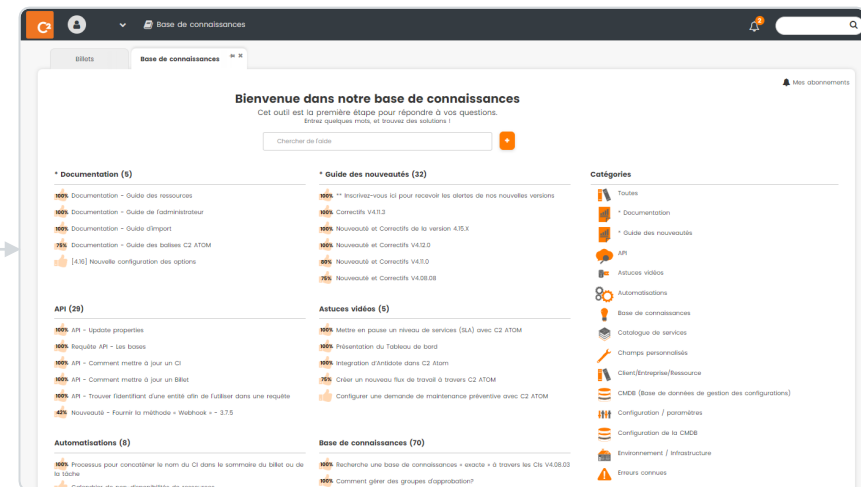 C2
Base de connaissances
2
Billets
Base de connaissances
Mes abonnements
Bienvenue dans notre base de connaissances
Cet outil est la première étape pour répondre à vos questions.
Entrez quelques mots, et trouvez des solutions !
Chercher de l'aide
+
* Documentation (5)
100% Documentation - Guide des ressources
100% Documentation - Guide de l'administrateur
100% Documentation - Guide d'import
75% Documentation - Guide des balises C2 ATOM
[4.16] Nouvelle configuration des options
* Guide des nouveautés (32)
100% ** Inscrivez-vous ici pour recevoir les alertes de nos nouvelles versions
100% Correctifs V4.11.3
100% Nouveauté et Correctifs de la version 4.15.X
100% Nouveauté et Correctifs V4.12.0
80% Nouveauté et Correctifs V4.11.0
75% Nouveauté et Correctifs V4.08.08
API (29)
100% API - Update properties
100% Requête API - Les bases
100% API - Comment mettre à jour un CI
100% API - Comment mettre à jour un Billet
100% API - Trouver l'identifiant d'une entité afin de l'utiliser dans une requête
42% Nouveauté - Fournir la méthode « Webhook » - 3.7.5
Astuces vidéos (5)
100% Mettre en pause un niveau de services (SLA) avec C2 ATOM
100% Présentation du Tableau de bord
100% Integration d'Antidote dans C2 Atom
75% Créer un nouveau flux de travail à travers C2 ATOM
Configurer une demande de maintenance préventive avec C2 ATOM
Automatisations (8)
100% Processus pour concaténer le nom du CI dans le sommaire du billet ou de
la tâche
Calendrier de non disponibilités de ressources
Base de connaissances (70)
100% Recherche une base de connaissances « exacte » à travers les CIs V4.08.03
100% Comment gérer des groupes d'approbation?
Catégories
Toutes
* Documentation
* Guide des nouveautés
API
Astuces vidéos
Automatisations
Base de connaissances
Catalogue de services
Champs personnalisés
Client/Entreprise/Ressource
CMDB (Base de données de gestion des configurations)
Configuration / paramètres
Configuration de la CMDB
Environnement / Infrastructure
Erreurs connues